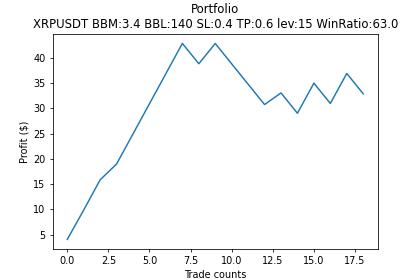 Portfolio
XRPUSDT BBM:3.4 BBL:140 SL:0.4 TP:0.6 lev:15 WinRatio:63.0
Profit ($)
40
35
30
25
20
15
10
5
0.0 2.5 5.0 7.5 10.0 12.5 15.0 17.5
Trade counts